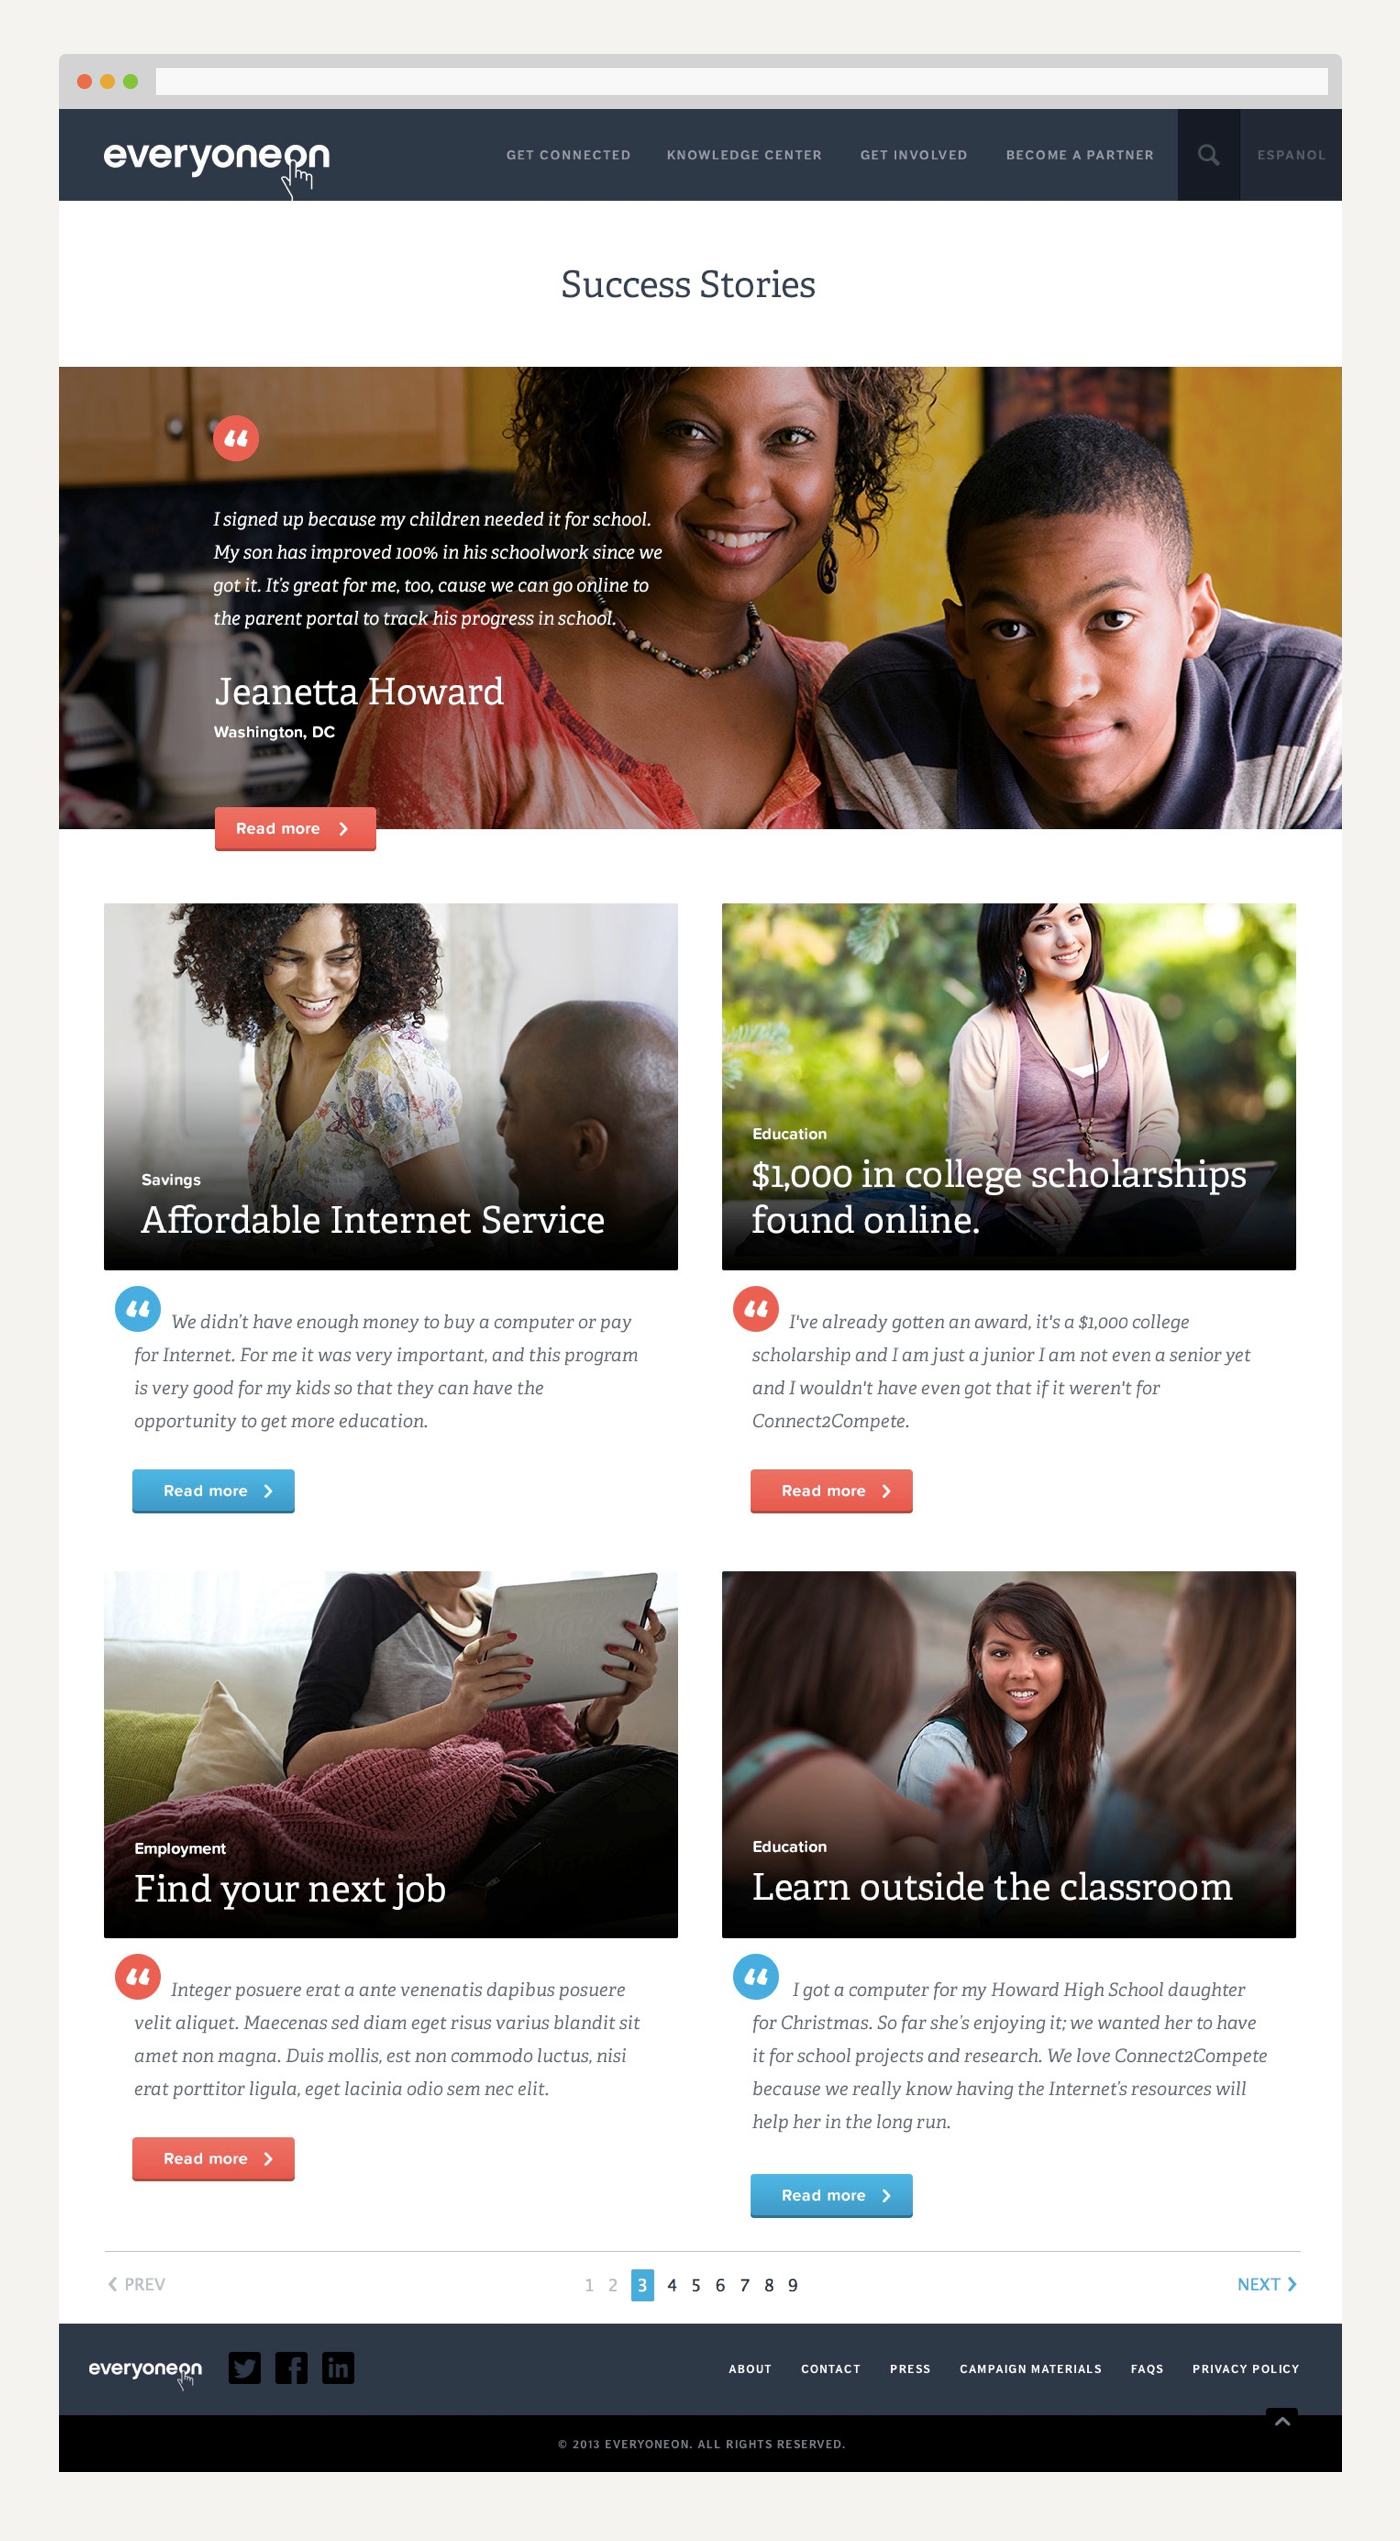 everyoneon
GET CONNECTED
KNOWLEDGE CENTER
GET INVOLVED
BECOME A PARTNER
ESPANOL
Success Stories
I signed up because my children needed it for school.
My son has improved 100% in his schoolwork since we
got it. It's great for me, too, cause we can go online to
the parent portal to track his progress in school.
Jeanetta Howard
Washington, DC
Read more
Savings
Affordable Internet Service
We didn't have enough money to buy a computer or pay
for Internet. For me it was very important, and this program
is very good for my kids so that they can have the
opportunity to get more education.
Read more
Education
$1,000 in college scholarships
found online.
I've already gotten an award, it's a $1,000 college
scholarship and I am just a junior I am not even a senior yet
and I wouldn't have even got that if it weren't for
Connect2Compete.
Read more
Employment
Find your next job
Integer posuere erat a ante venenatis dapibus posuere
velit aliquet. Maecenas sed diam eget risus varius blandit sit
amet non magna. Duis mollis, est non commodo luctus, nisi
erat porttitor ligula, eget lacinia odio sem nec elit.
Read more
Education
Learn outside the classroom
I got a computer for my Howard High School daughter
for Christmas. So far she's enjoying it; we wanted her to have
it for school projects and research. We love Connect2Compete
because we really know having the Internet's resources will
help her in the long run.
Read more
PREV
1 2 3 4 5 6 7 8 9
NEXT
everyoneon
ABOUT
CONTACT
PRESS
CAMPAIGN MATERIALS
FAQS
PRIVACY POLICY
© 2013 EVERYONEON. ALL RIGHTS RESERVED.